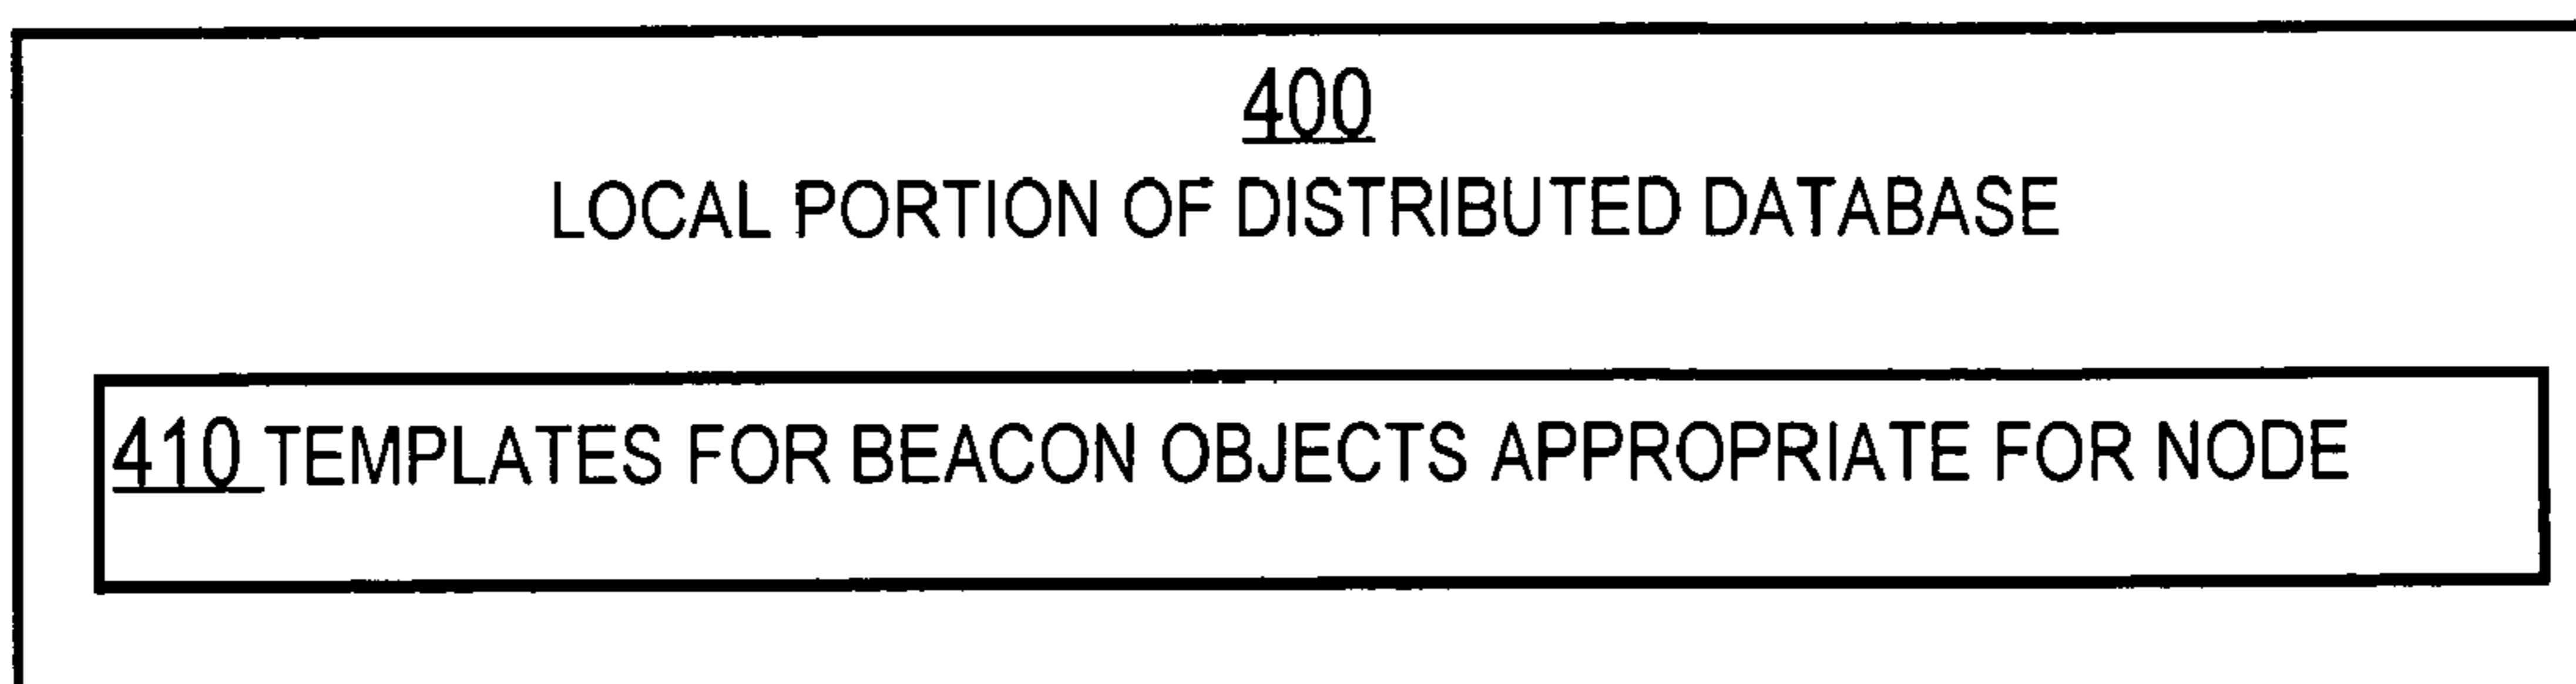 400
LOCAL PORTION OF DISTRIBUTED DATABASE
410 TEMPLATES FOR BEACON OBJECTS APPROPRIATE FOR NODE